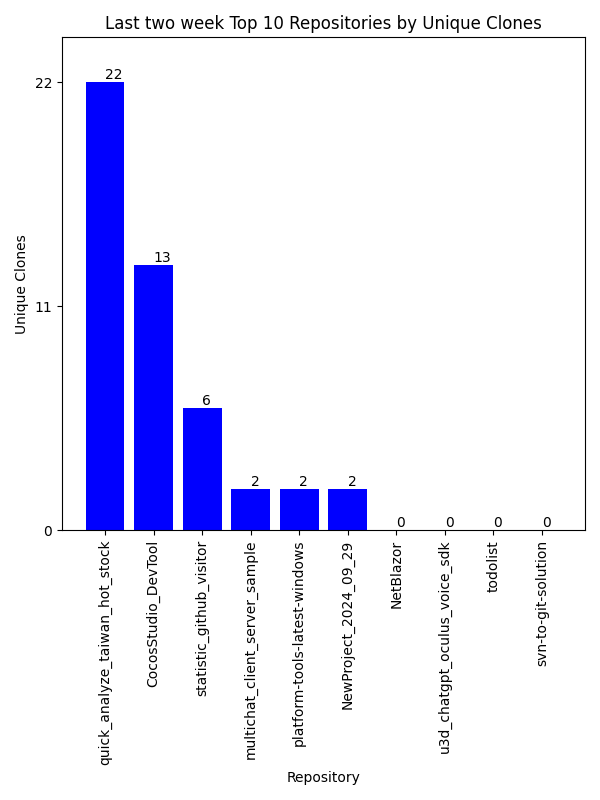 Last two week Top 10 Repositories by Unique Clones
22
13
6
2
2
2
0
0
0
0
22
11
0
Unique Clones
quick_analyze_taiwan_hot_stock
CocosStudio_DevTool
statistic_github_visitor
multichat_client_server_sample
platform-tools-latest-windows
NewProject_2024_09_29
NetBlazor
u3d_chatgpt_oculus_voice_sdk
todolist
svn-to-git-solution
Repository